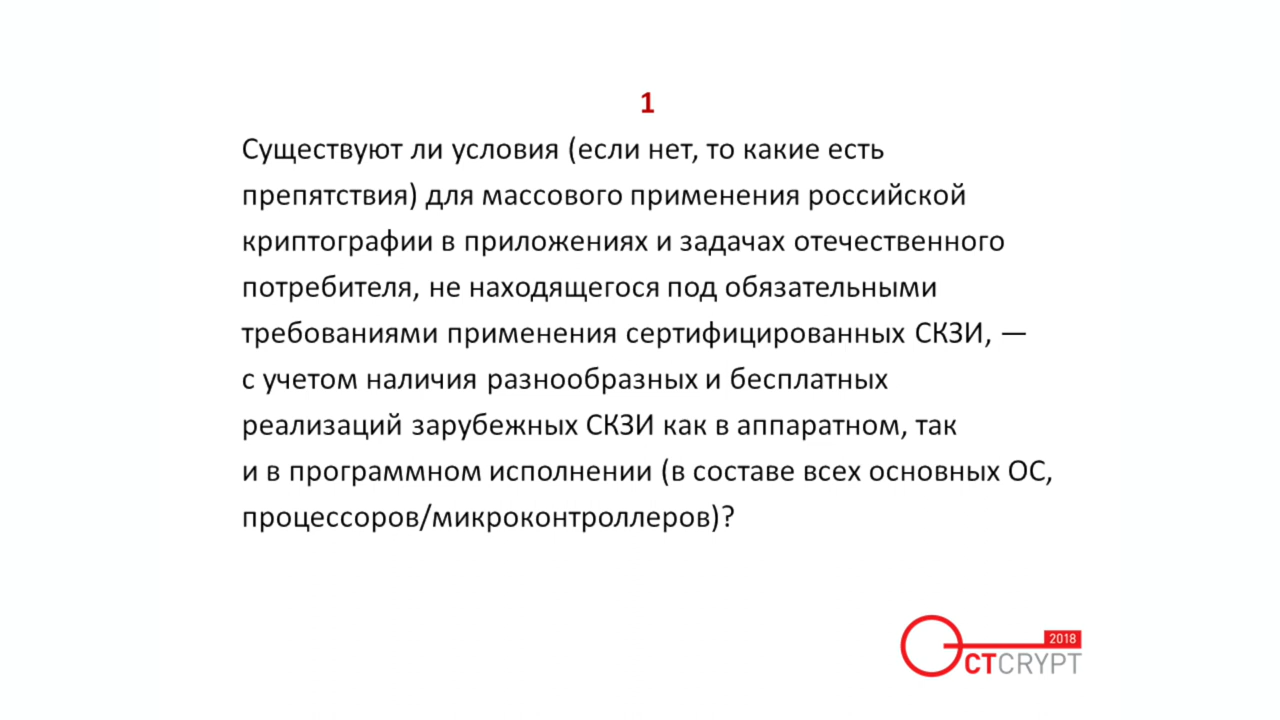 1
Существуют ли условия (если нет, то какие есть
препятствия) для массового применения российской
криптографии в приложениях и задачах отечественного
потребителя, не находящегося под обязательными
требованиями применения сертифицированных СКЗИ, —
с учетом наличия разнообразных и бесплатных
реализаций зарубежных СКЗИ как в аппаратном, так
и в программном исполнении (в составе всех основных ОС,
процессоров/микроконтроллеров)?
2018
CTCRYPT